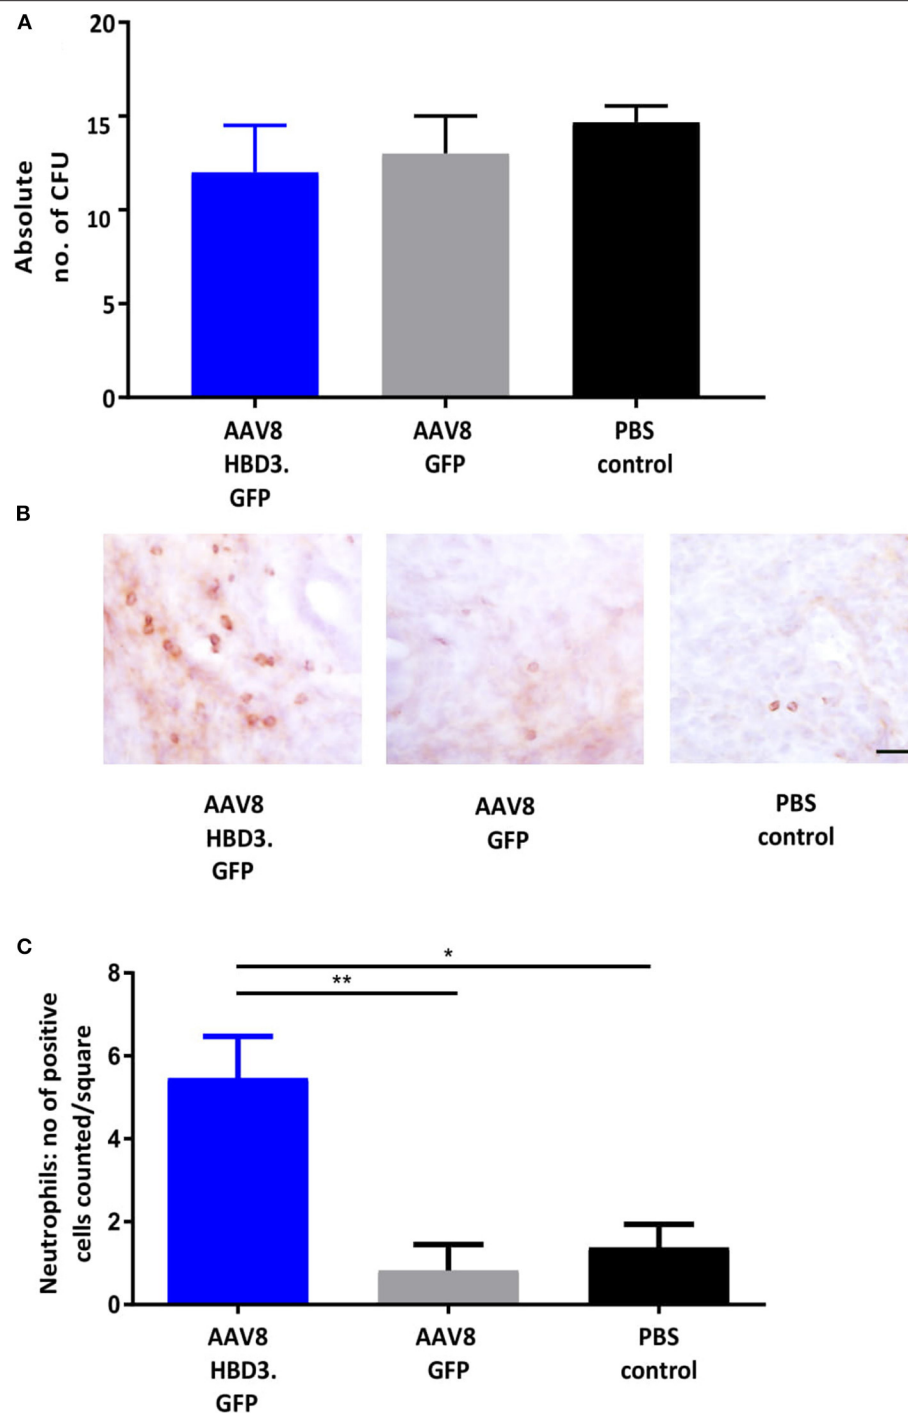 A
Absolute
no. of CFU
20
15
10
5
0
AAV8
HBD3.
GFP
AAV8
GFP
PBS
control
B
AAV8
HBD3.
GFP
AAV8
GFP
PBS
control
C
Neutrophils: no of positive
cells counted/square
8
6
4
2
0
*
**
AAV8
HBD3.
GFP
AAV8
GFP
PBS
control